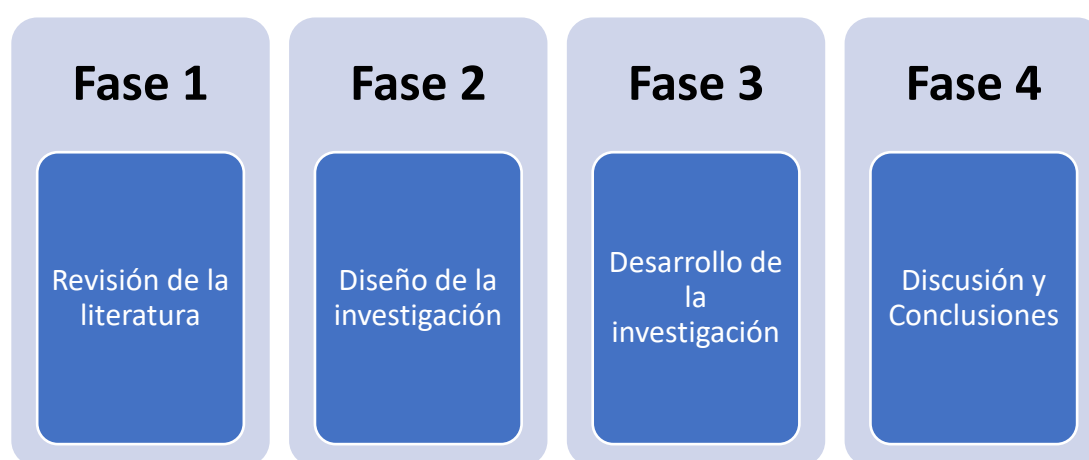 Fase 1
Revisión de la
literatura
Fase 2
Diseño de la
investigación
Fase 3
Desarrollo de
la
investigación
Fase 4
Discusión y
Conclusiones